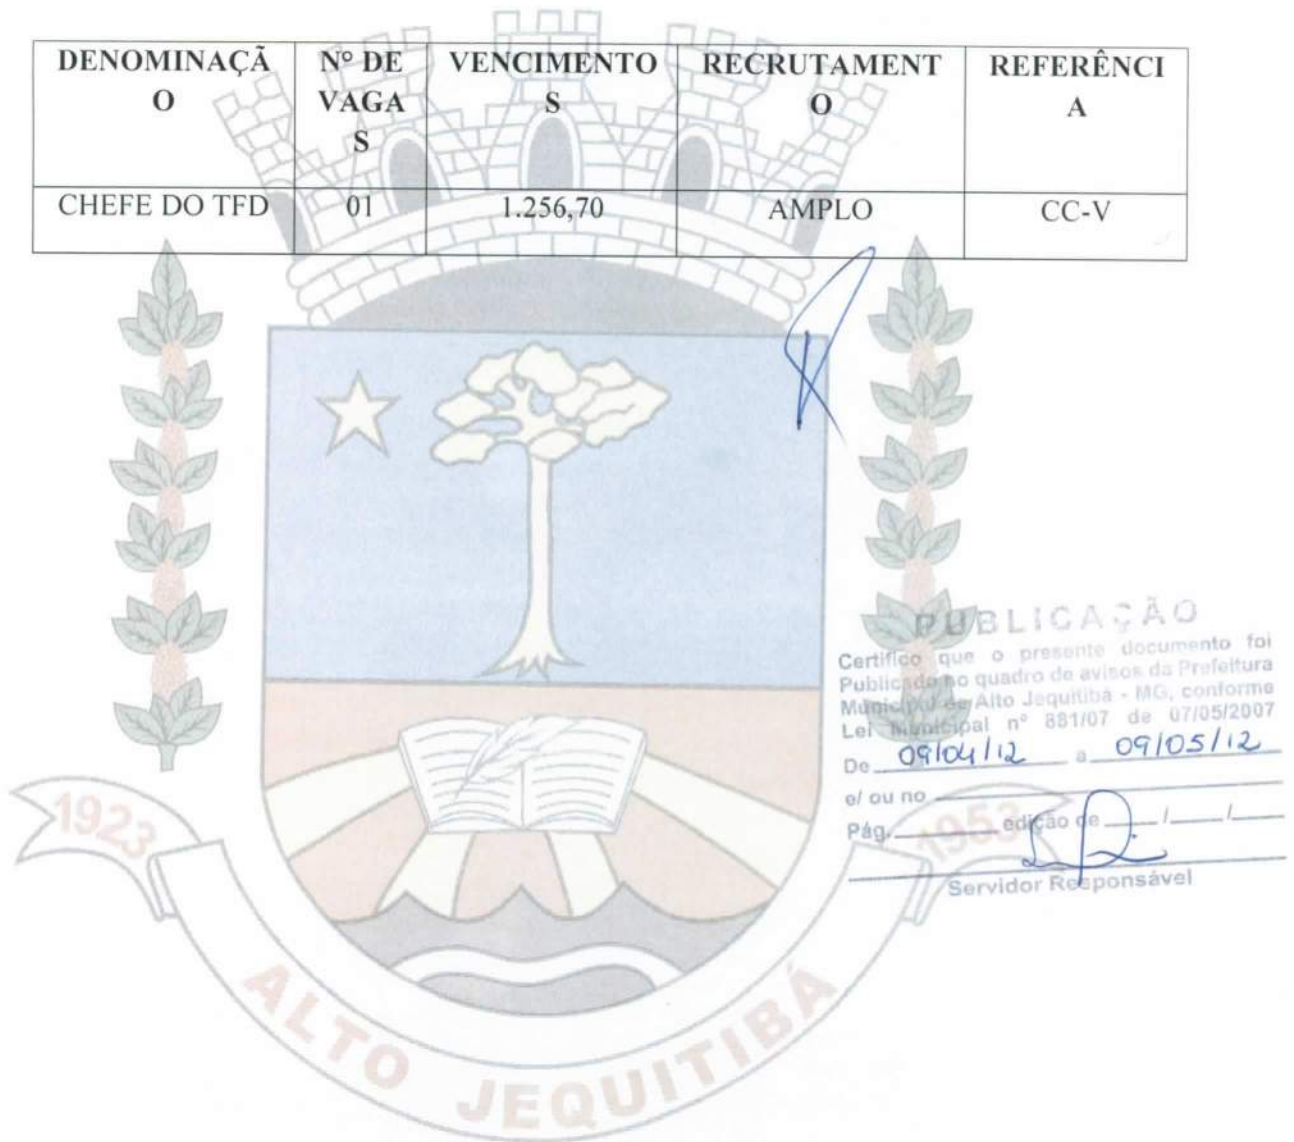 DENOMINAÇÃ N° DE VENCIMENTO RECRUTAMENT REFERÊNCI
O VAGA S O A
S
CHEFE DO TFD 01 1.256,70 AMPLO CC-V
PUBLICAÇÃO
Certifico que o presente documento foi
Publicado no quadro de avisos da Prefeitura
Municipal de Alto Jequitibá - MG, conforme
Lei Municipal nº 881/07 de 07/05/2007
De 09/04/12 a 09/05/12
e/ ou no
Pág. edição de / /
Servidor Responsável
1923 1953
ALTO JEQUITIBÁ